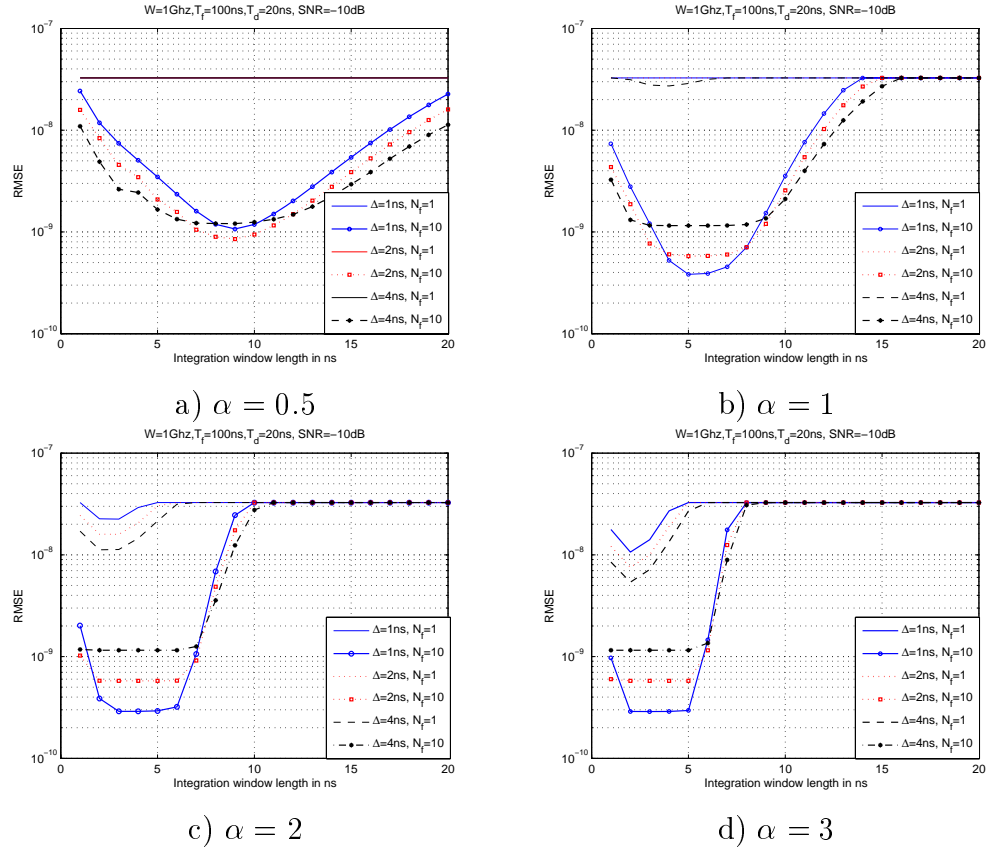 W=1Ghz,T_f=100ns,T_d=20ns, SNR=−10dB
10^−7
10^−8
10^−9
10^−10
RMSE
0
5
10
15
20
Integration window length in ns
Δ=1ns, N_f=1
Δ=1ns, N_f=10
Δ=2ns, N_f=1
Δ=2ns, N_f=10
Δ=4ns, N_f=1
Δ=4ns, N_f=10
a) α = 0.5
W=1Ghz,T_f=100ns,T_d=20ns, SNR=−10dB
10^−7
10^−8
10^−9
10^−10
RMSE
0
5
10
15
20
Integration window length in ns
Δ=1ns, N_f=1
Δ=1ns, N_f=10
Δ=2ns, N_f=1
Δ=2ns, N_f=10
Δ=4ns, N_f=1
Δ=4ns, N_f=10
b) α = 1
W=1Ghz,T_f=100ns,T_d=20ns, SNR=−10dB
10^−7
10^−8
10^−9
10^−10
RMSE
0
5
10
15
20
Integration window length in ns
Δ=1ns, N_f=1
Δ=1ns, N_f=10
Δ=2ns, N_f=1
Δ=2ns, N_f=10
Δ=4ns, N_f=1
Δ=4ns, N_f=10
c) α = 2
W=1Ghz,T_f=100ns,T_d=20ns, SNR=−10dB
10^−7
10^−8
10^−9
10^−10
RMSE
0
5
10
15
20
Integration window length in ns
Δ=1ns, N_f=1
Δ=1ns, N_f=10
Δ=2ns, N_f=1
Δ=2ns, N_f=10
Δ=4ns, N_f=1
Δ=4ns, N_f=10
d) α = 3